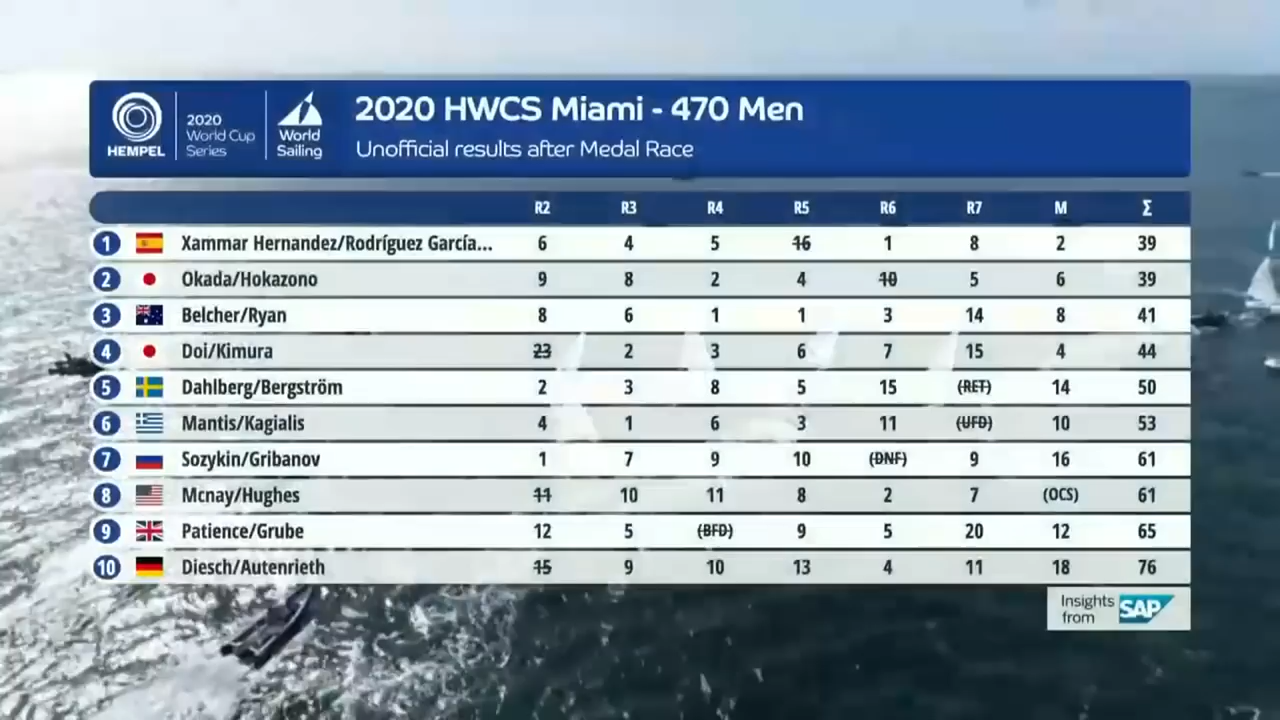 2020 HWCS Miami - 470 Men
Unofficial results after Medal Race
HEMPEL
2020
World Cup
Series
World
Sailing
R2 R3 R4 R5 R6 R7 M Σ
1 Xammar Hernandez/Rodríguez García... 6 4 5 16 1 8 2 39
2 Okada/Hokazono 9 8 2 4 10 5 6 39
3 Belcher/Ryan 8 6 1 1 3 14 8 41
4 Doi/Kimura 23 2 3 6 7 15 4 44
5 Dahlberg/Bergström 2 3 8 5 15 (RET) 14 50
6 Mantis/Kagialis 4 1 6 3 11 (UFD) 10 53
7 Sozykin/Gribanov 1 7 9 10 (DNF) 9 16 61
8 Mcnay/Hughes 11 10 11 8 2 7 (OCS) 61
9 Patience/Grube 12 5 (BFD) 9 5 20 12 65
10 Diesch/Autenrieth 15 9 10 13 4 11 18 76
Insights
from SAP